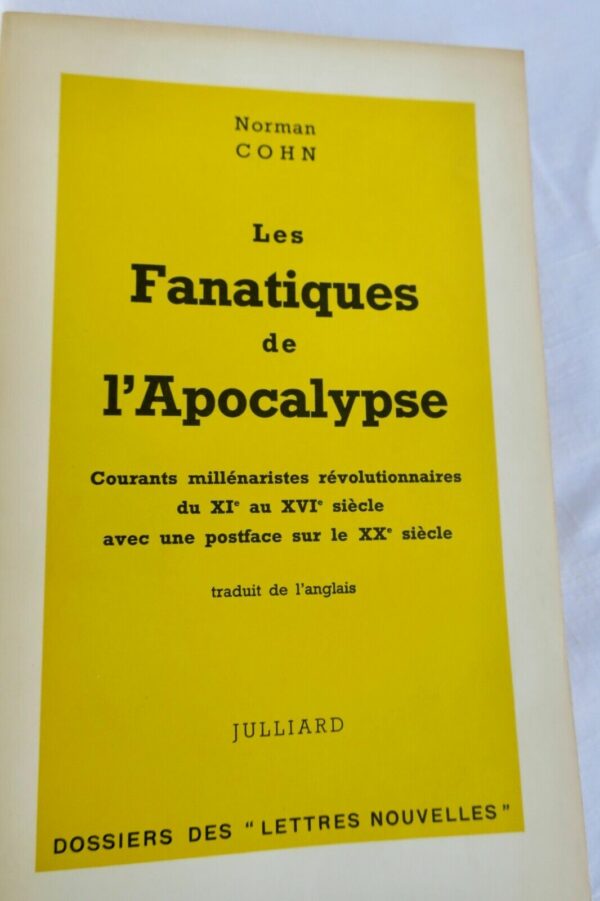 Norman
COHN
Les
Fanatiques
de
l'Apocalypse
Courants millénaristes révolutionnaires
du XIe au XVIe siècle
avec une postface sur le XXe siècle
traduit de l'anglais
JULLIARD
DOSSIERS DES "LETTRES NOUVELLES"